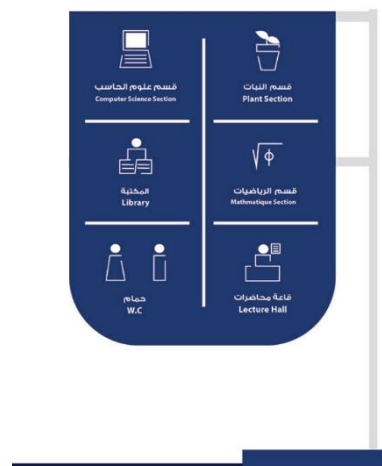 قسم علوم الحاسب
Computer Science Section
قسم النبات
Plant Section
المكتبة
Library
√φ
قسم الرياضيات
Mathmatique Section
حمام
W.C
قاعة محاضرات
Lecture Hall